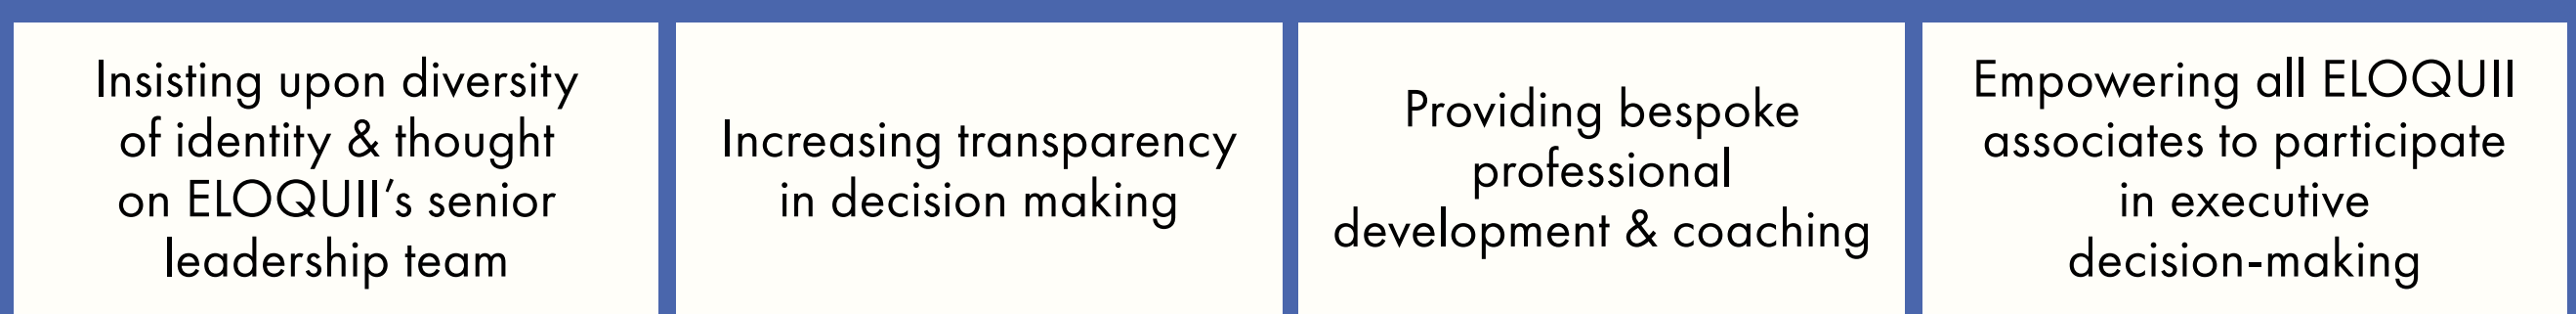 Insisting upon diversity
of identity & thought
on ELOQUII’s senior
leadership team
Increasing transparency
in decision making
Providing bespoke
professional
development & coaching
Empowering all ELOQUII
associates to participate
in executive
decision-making